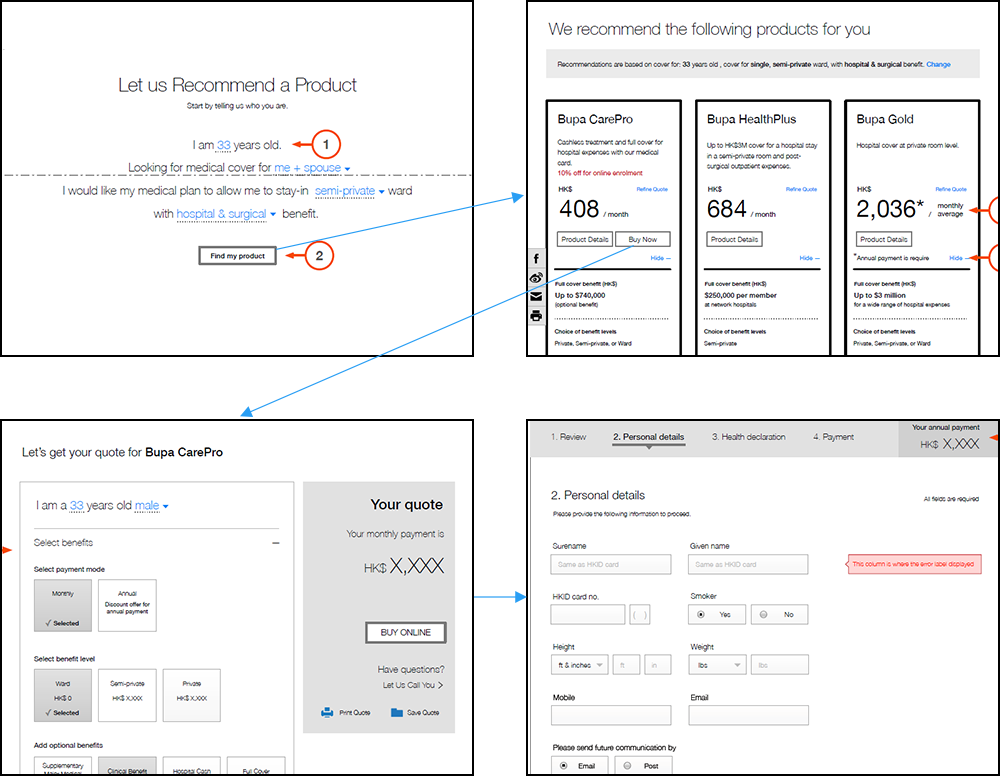 Let us Recommend a Product
Start by telling us who you are.
I am 33 years old.
1
Looking for medical cover for me + spouse
I would like my medical plan to allow me to stay-in semi-private ward
with hospital & surgical benefit.
Find my product
2
We recommend the following products for you
Recommendations are based on cover for: 33 years old , cover for single, semi-private ward, with hospital & surgical benefit. Change
Bupa CarePro
Cashless treatment and full cover for
hospital expenses with our medical
card.
10% off for online enrolment
HK$
Refine Quote
408 / month
Product Details
Buy Now
Hide
Full cover benefit (HK$)
Up to $740,000
(optional benefit)
Choice of benefit levels
Private, Semi-private, or Ward
Bupa HealthPlus
Up to HK$3M cover for a hospital stay
in a semi-private room and post-
surgical outpatient expenses.
HK$
Refine Quote
684 / month
Product Details
Hide
Full cover benefit (HK$)
$250,000 per member
at network hospitals
Choice of benefit levels
Semi-private
Bupa Gold
Hospital cover at private room level.
HK$
Refine Quote
2,036* / monthly
average
Product Details
*Annual payment is require
Hide
Full cover benefit (HK$)
Up to $3 million
for a wide range of hospital expenses
Choice of benefit levels
Private, Semi-private, or Ward
Let's get your quote for Bupa CarePro
I am a 33 years old male
Select benefits
Select payment mode
Monthly
✓ Selected
Annual
Discount offer for
annual payment
Select benefit level
Ward
HK$ 0
✓ Selected
Semi-private
HK$ X,XXX
Private
HK$ X,XXX
Add optional benefits
Supplementary
Major Medical
Clinical Benefit
Hospital Cash
Full Cover
Your quote
Your monthly payment is
HK$ X,XXX
BUY ONLINE
Have questions?
Let Us Call You >
Print Quote
Save Quote
1. Review
2. Personal details
3. Health declaration
4. Payment
Your annual payment
HK$ X,XXX
2. Personal details
All fields are required
Please provide the following information to proceed.
Surename
Given name
Same as HKID card
Same as HKID card
This column is where the error label displayed
HKID card no.
Smoker
( )
Yes
No
Height
Weight
ft & inches
ft
in
lbs
lbs
Mobile
Email
Please send future communication by
Email
Post